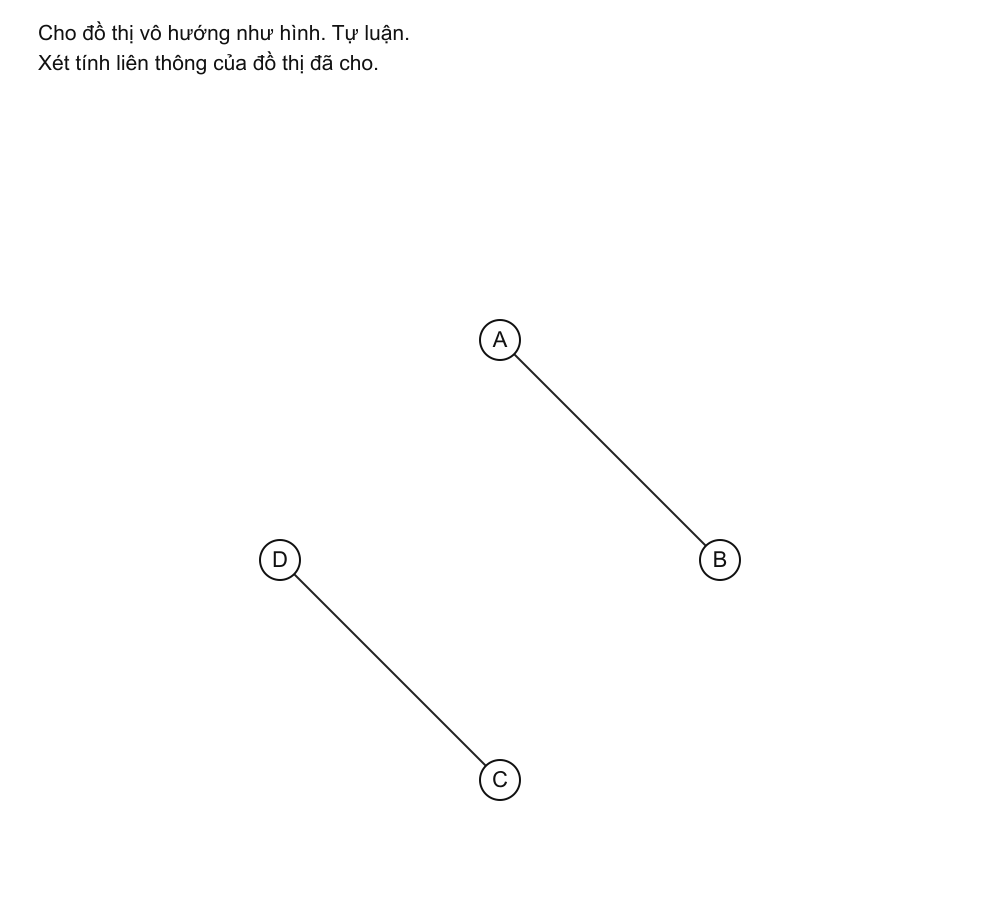 Cho đồ thị vô hướng như hình. Tự luận.
Xét tính liên thông của đồ thị đã cho.
A
D
B
C